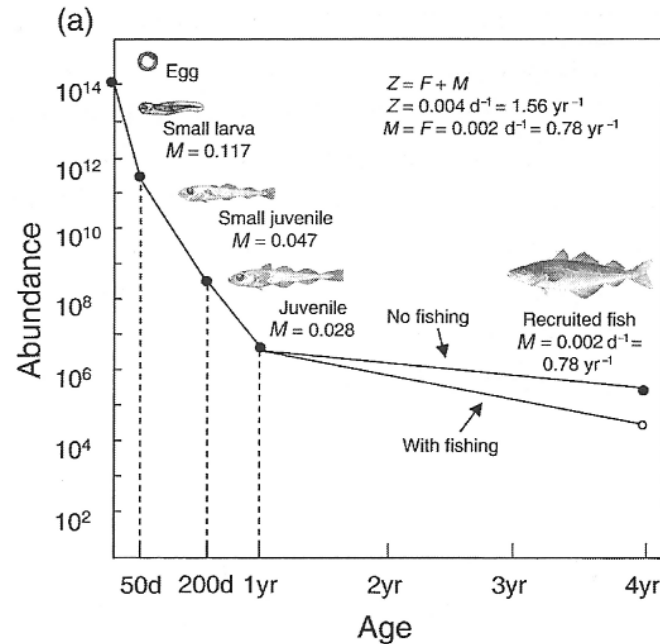 (a)
Egg
Small larva
M = 0.117
Small juvenile
M = 0.047
Juvenile
M = 0.028
Z = F + M
Z = 0.004 d⁻¹ = 1.56 yr⁻¹
M = F = 0.002 d⁻¹ = 0.78 yr⁻¹
No fishing
With fishing
Recruited fish
M = 0.002 d⁻¹ =
0.78 yr⁻¹
Abundance
10¹⁴
10¹²
10¹⁰
10⁸
10⁶
10⁴
10²
50d 200d 1yr 2yr 3yr 4yr
Age